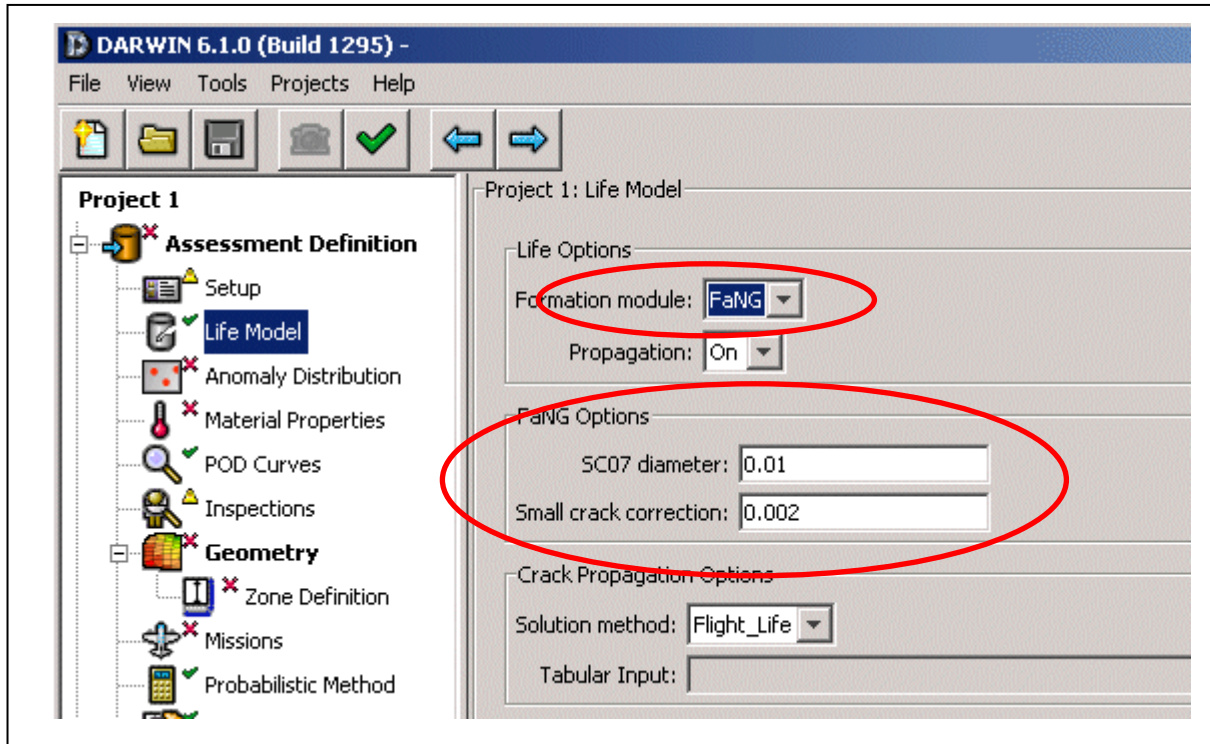 DARWIN 6.1.0 (Build 1295) -
File View Tools Projects Help
Project 1
Assessment Definition
Setup
Life Model
Anomaly Distribution
Material Properties
POD Curves
Inspections
Geometry
Zone Definition
Missions
Probabilistic Method
Project 1: Life Model
Life Options
Formation module: FaNG
Propagation: On
FaNG Options
SC07 diameter: 0.01
Small crack correction: 0.002
Crack Propagation Options
Solution method: Flight_Life
Tabular Input: